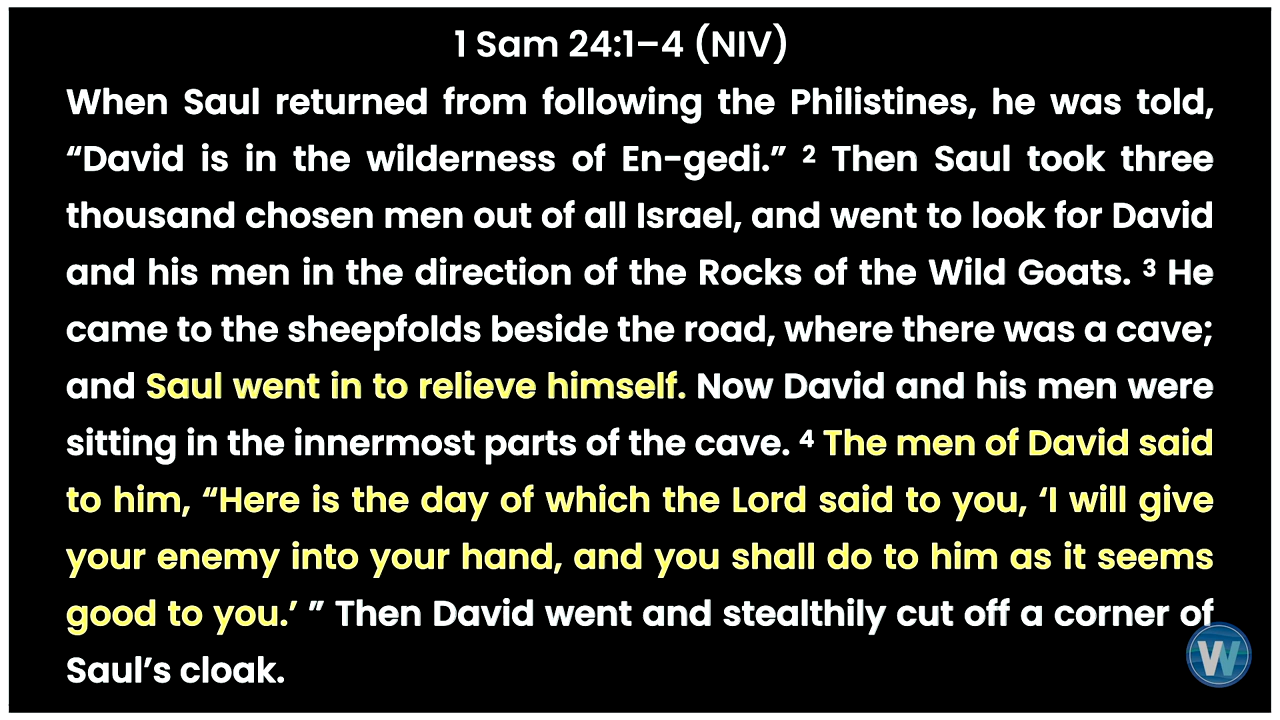 1 Sam 24:1–4 (NIV)
When Saul returned from following the Philistines, he was told,
“David is in the wilderness of En-gedi.” ² Then Saul took three
thousand chosen men out of all Israel, and went to look for David
and his men in the direction of the Rocks of the Wild Goats. ³ He
came to the sheepfolds beside the road, where there was a cave;
and Saul went in to relieve himself. Now David and his men were
sitting in the innermost parts of the cave. ⁴ The men of David said
to him, “Here is the day of which the Lord said to you, ‘I will give
your enemy into your hand, and you shall do to him as it seems
good to you.’ ” Then David went and stealthily cut off a corner of
Saul’s cloak.
W